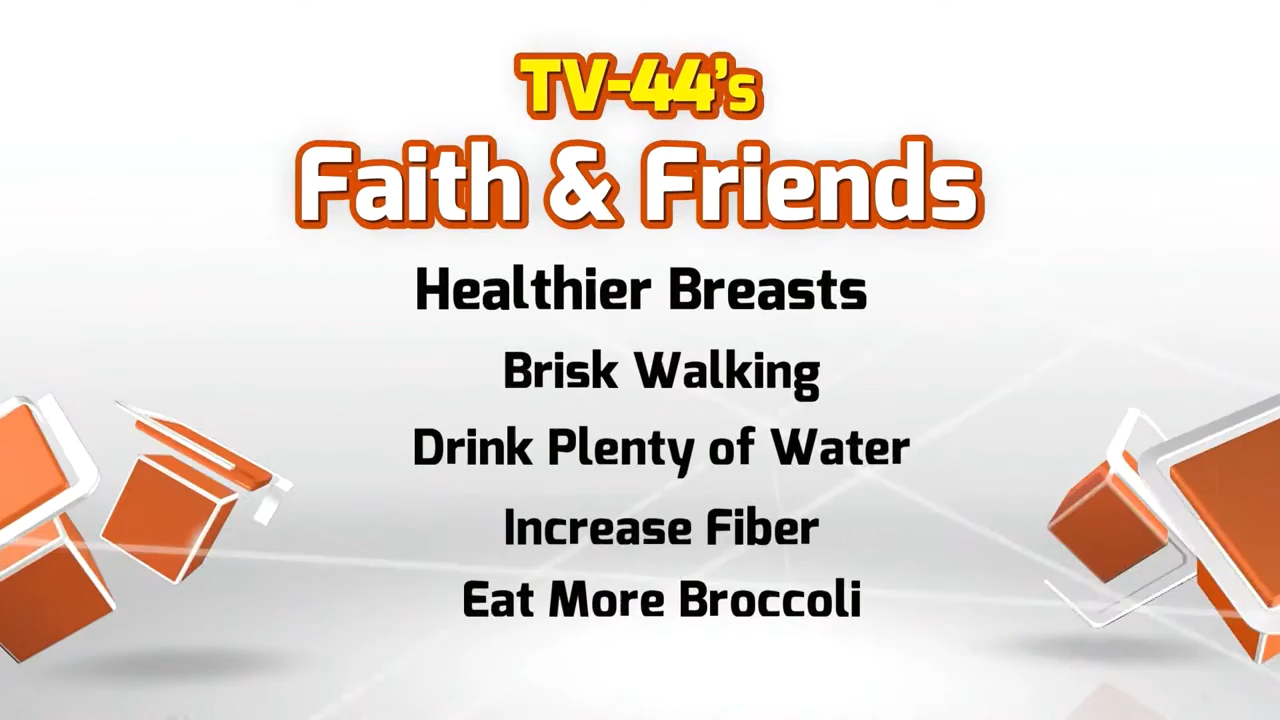 TV-44's
Faith & Friends
Healthier Breasts
Brisk Walking
Drink Plenty of Water
Increase Fiber
Eat More Broccoli